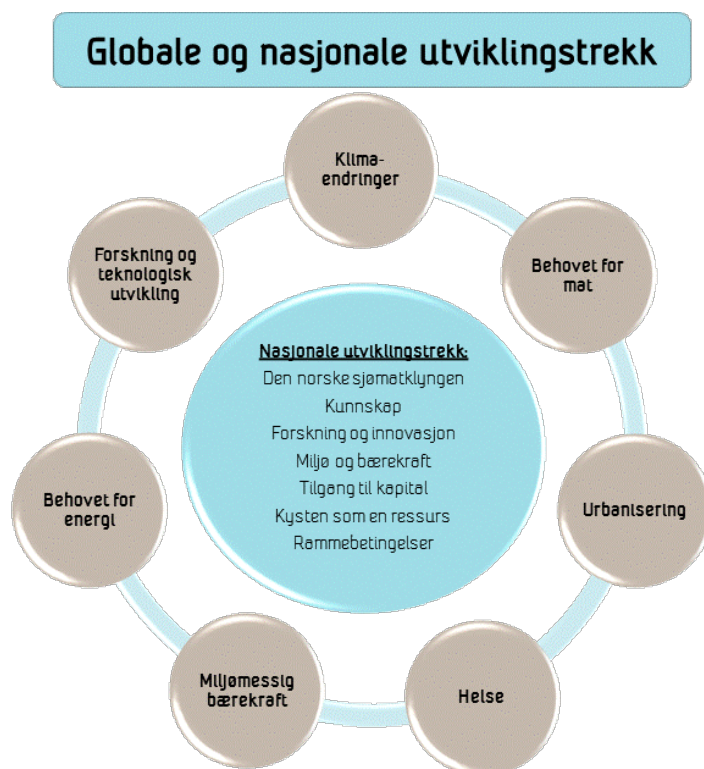 Globale og nasjonale utviklingstrekk
Klima-
endringer
Behovet for
mat
Urbanisering
Helse
Miljømessig
bærekraft
Behovet for
energi
Forskning og
teknologisk
utvikling
Nasjonale utviklingstrekk:
Den norske sjømatklyngen
Kunnskap
Forskning og innovasjon
Miljø og bærekraft
Tilgang til kapital
Kysten som en ressurs
Rammebetingelser